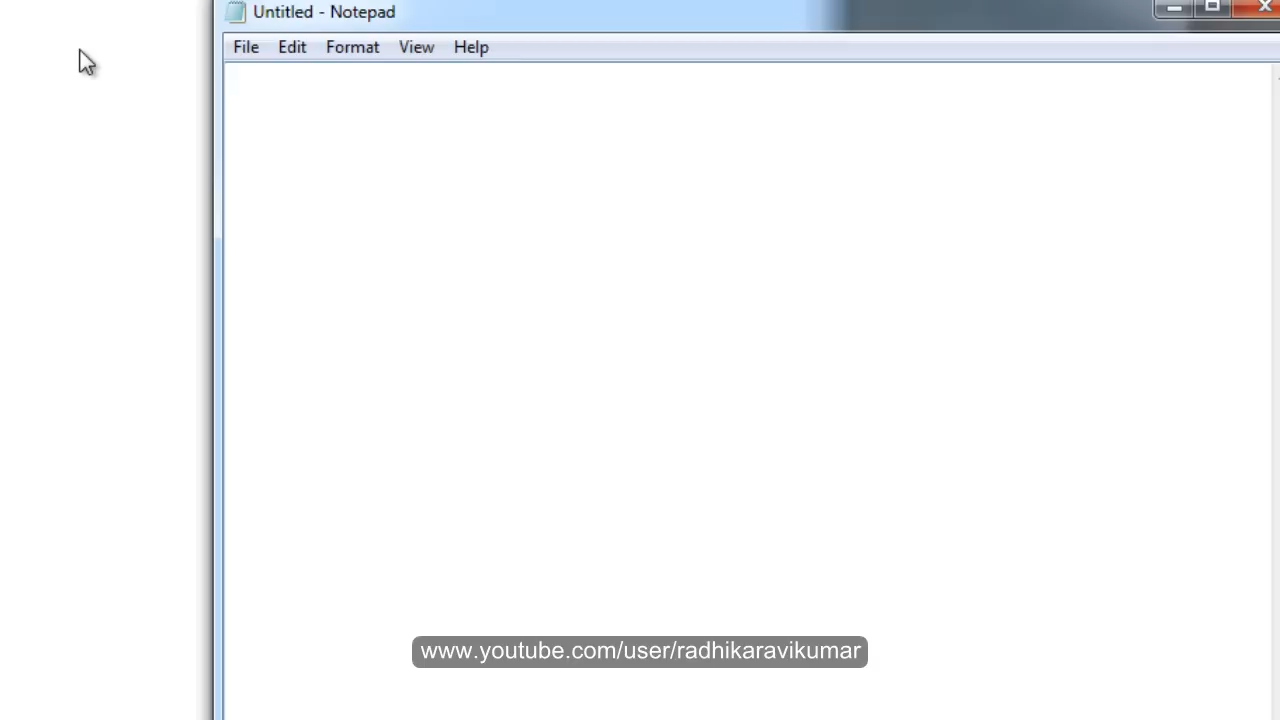 Untitled - Notepad
File Edit Format View Help
www.youtube.com/user/radhikaravikumar